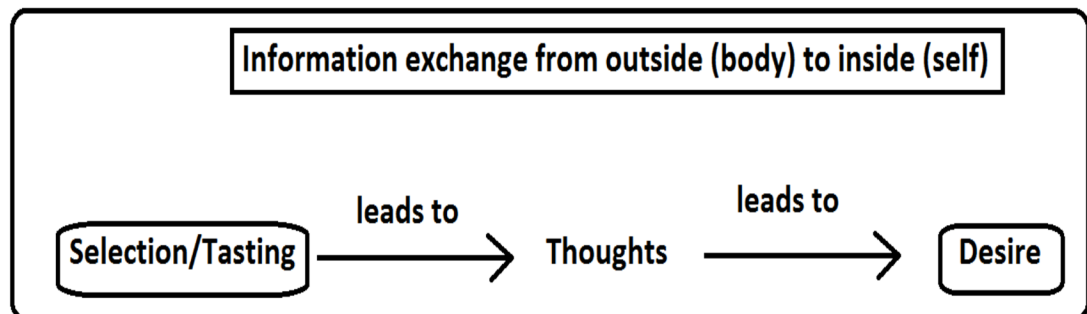 Information exchange from outside (body) to inside (self)
leads to
leads to
Selection/Tasting
Thoughts
Desire